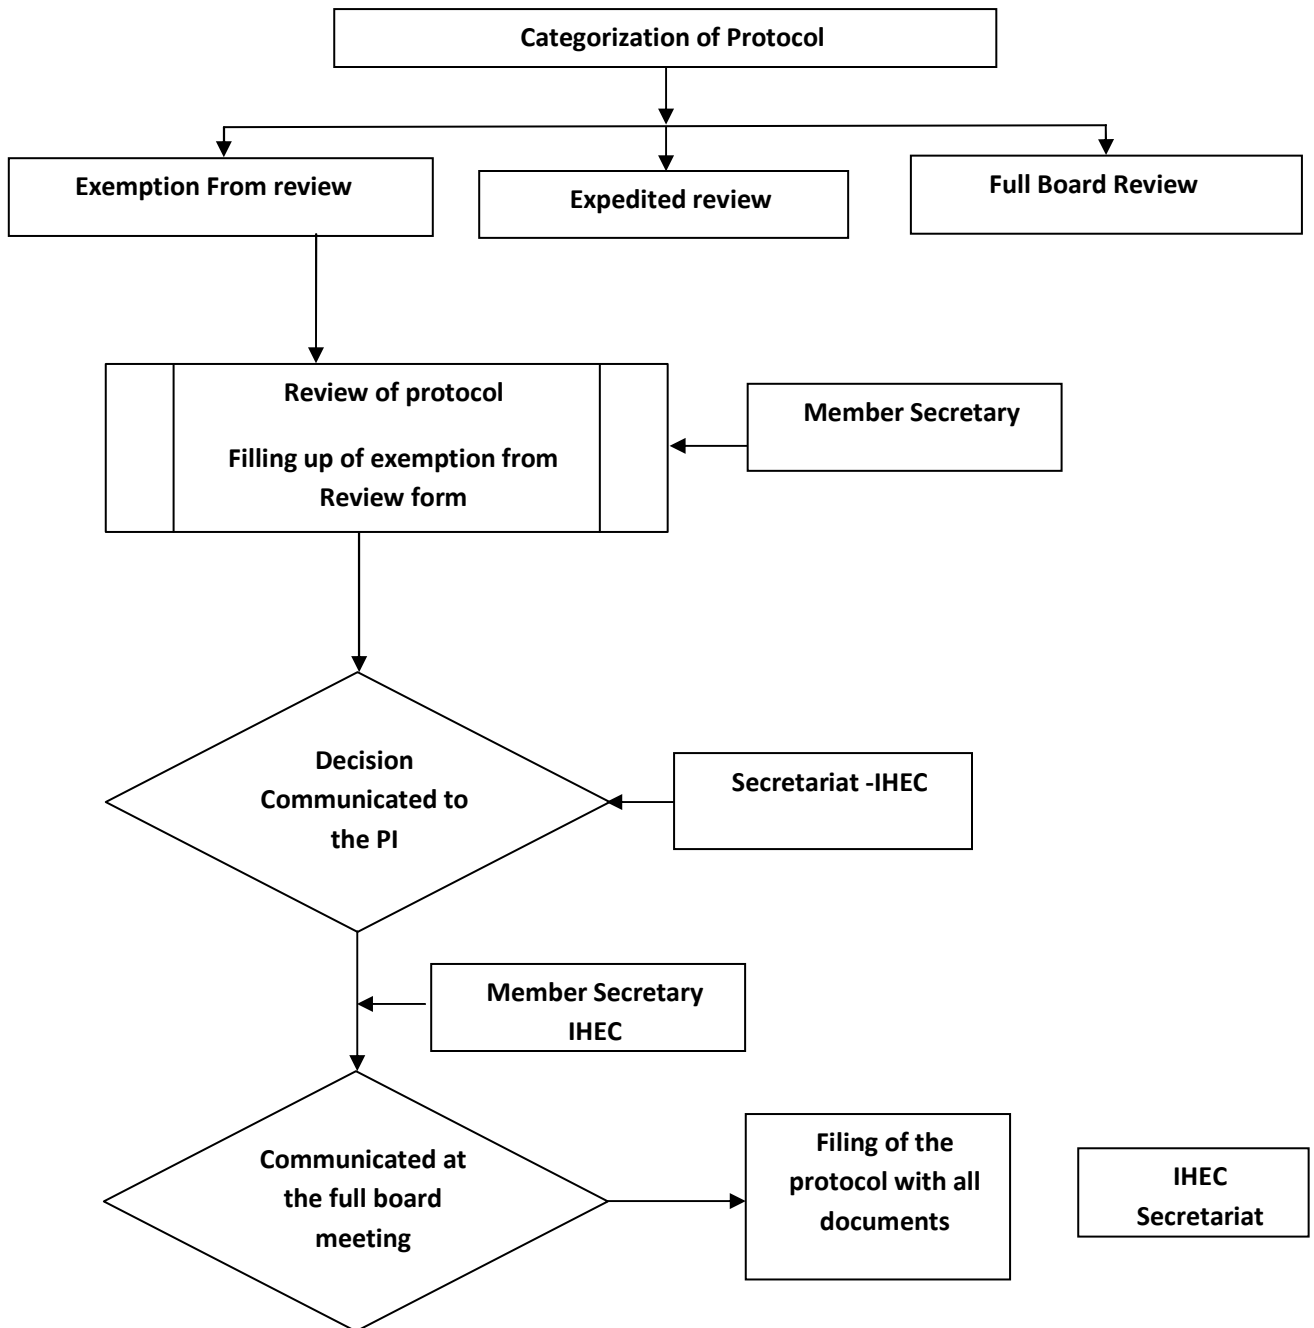 Categorization of Protocol
Exemption From review
Expedited review
Full Board Review
Review of protocol
Filling up of exemption from
Review form
Member Secretary
Decision
Communicated to
the PI
Secretariat -IHEC
Member Secretary
IHEC
Communicated at
the full board
meeting
Filing of the
protocol with all
documents
IHEC
Secretariat